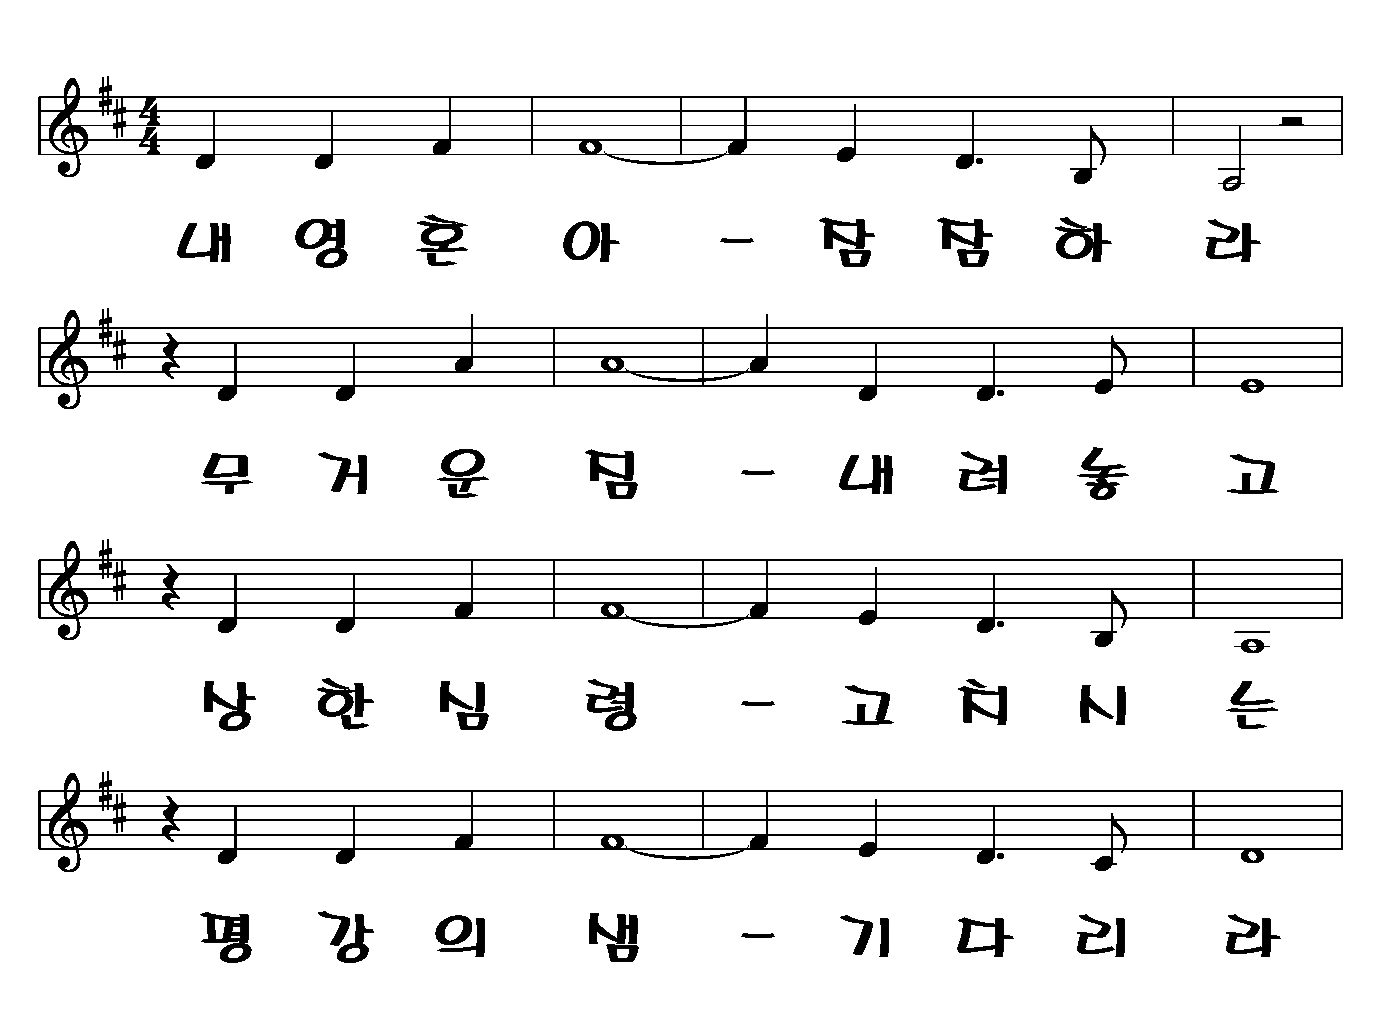 내 영 혼 아 - 잠 잠 하 라
무 거 운 짐 - 내 려 놓 고
상 한 심 령 - 고 치 시 는
평 강 의 샘 - 기 다 리 라